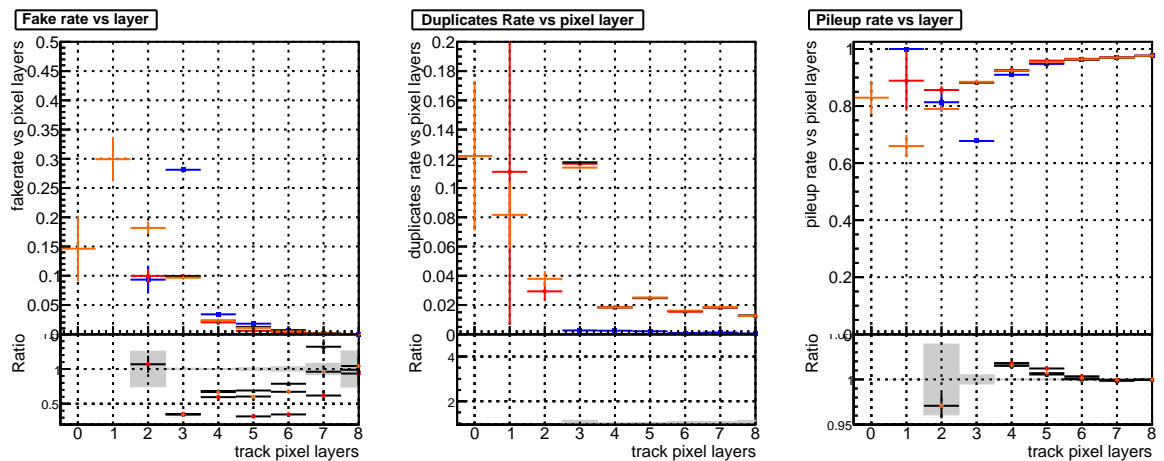 Fake rate vs layer
fakerate vs pixel layers
0.5
0.45
0.4
0.35
0.3
0.25
0.2
0.15
0.1
0.05
0
Ratio
1
0.5
0 1 2 3 4 5 6 7 8
track pixel layers
Duplicates Rate vs pixel layer
duplicates rate vs pixel layers
0.2
0.18
0.16
0.14
0.12
0.1
0.08
0.06
0.04
0.02
0
Ratio
4
2
0 1 2 3 4 5 6 7 8
track pixel layers
Pileup rate vs layer
pileup rate vs pixel layers
1
0.8
0.6
0.4
0.2
0
Ratio
1
0.95
0 1 2 3 4 5 6 7 8
track pixel layers